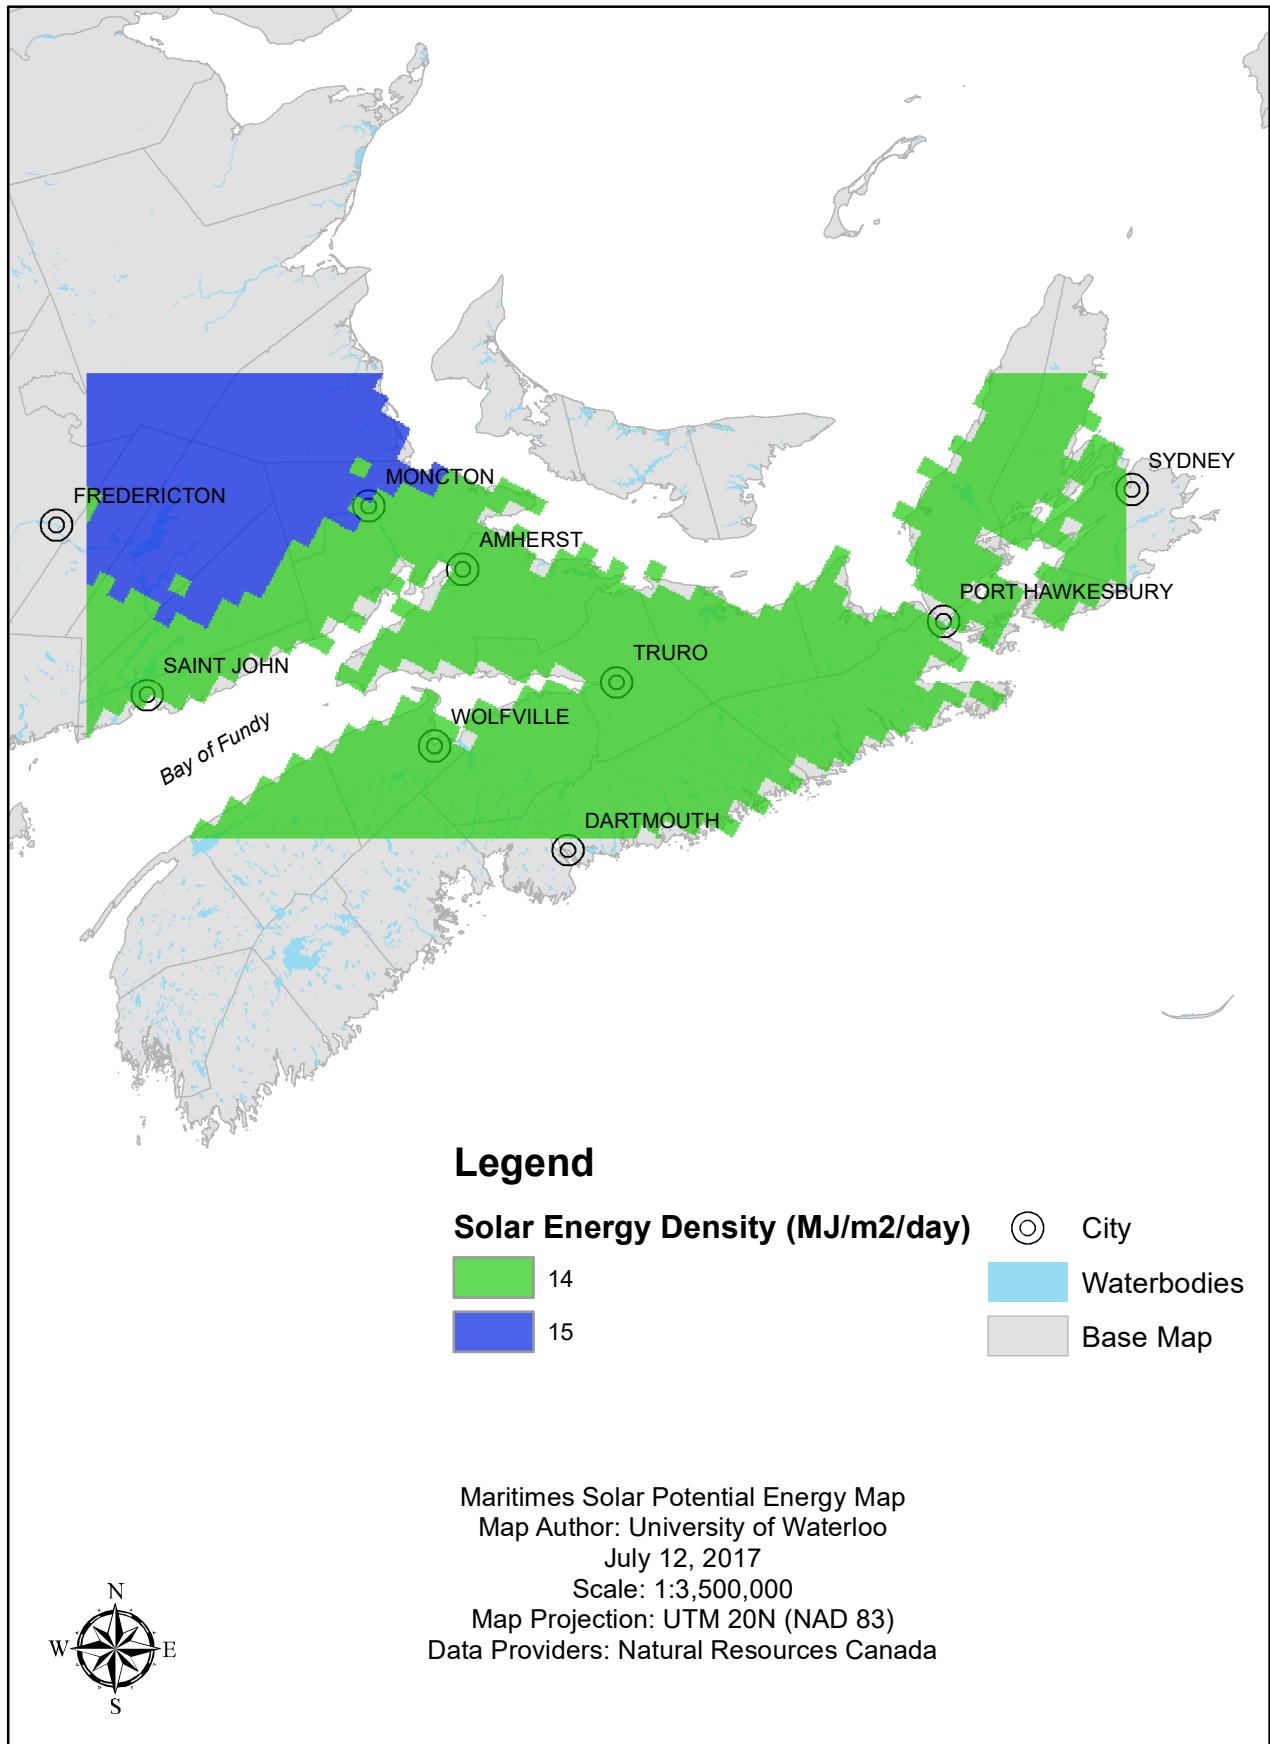 MONCTON
SYDNEY
FREDERICTON
AMHERST
PORT HAWKESBURY
TRURO
SAINT JOHN
WOLFVILLE
Bay of Fundy
DARTMOUTH
Legend
Solar Energy Density (MJ/m2/day)
14
15
City
Waterbodies
Base Map
Maritimes Solar Potential Energy Map
Map Author: University of Waterloo
July 12, 2017
Scale: 1:3,500,000
Map Projection: UTM 20N (NAD 83)
Data Providers: Natural Resources Canada
N
W E
S